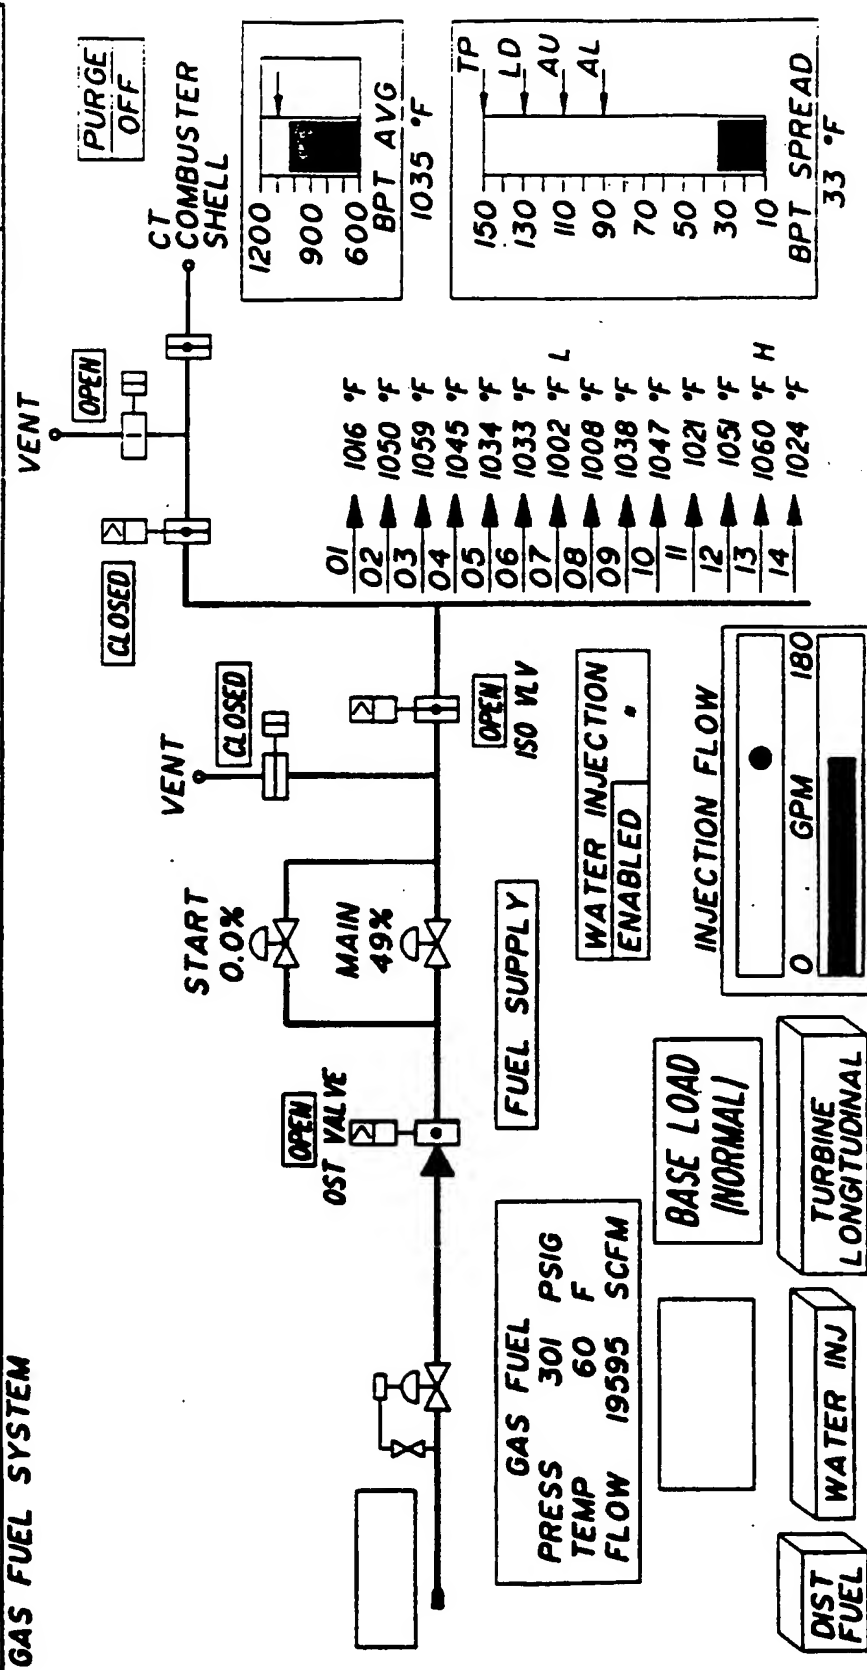 GAS FUEL SYSTEM
PURGE
OFF
VENT
OPEN
CT
COMBUSTER
SHELL
CLOSED
VENT
CLOSED
START
0.0%
MAIN
49%
OPEN
OST VALVE
OPEN
ISO VLV
FUEL SUPPLY
1200
900
600
BPT AVG
1035 °F
TP
LD
AU
AL
150
130
110
90
70
50
30
10
BPT SPREAD
33 °F
01 1016 °F
02 1050 °F
03 1059 °F
04 1045 °F
05 1034 °F
06 1033 °F
07 1002 °F L
08 1008 °F
09 1038 °F
10 1047 °F
11 1021 °F
12 1051 °F
13 1060 °F H
14 1024 °F
GAS FUEL
PRESS 301 PSIG
TEMP 60 F
FLOW 19595 SCFM
WATER INJECTION
ENABLED
BASE LOAD
(NORMAL)
INJECTION FLOW
0 GPM 180
DIST
FUEL
WATER INJ
TURBINE
LONGITUDINAL